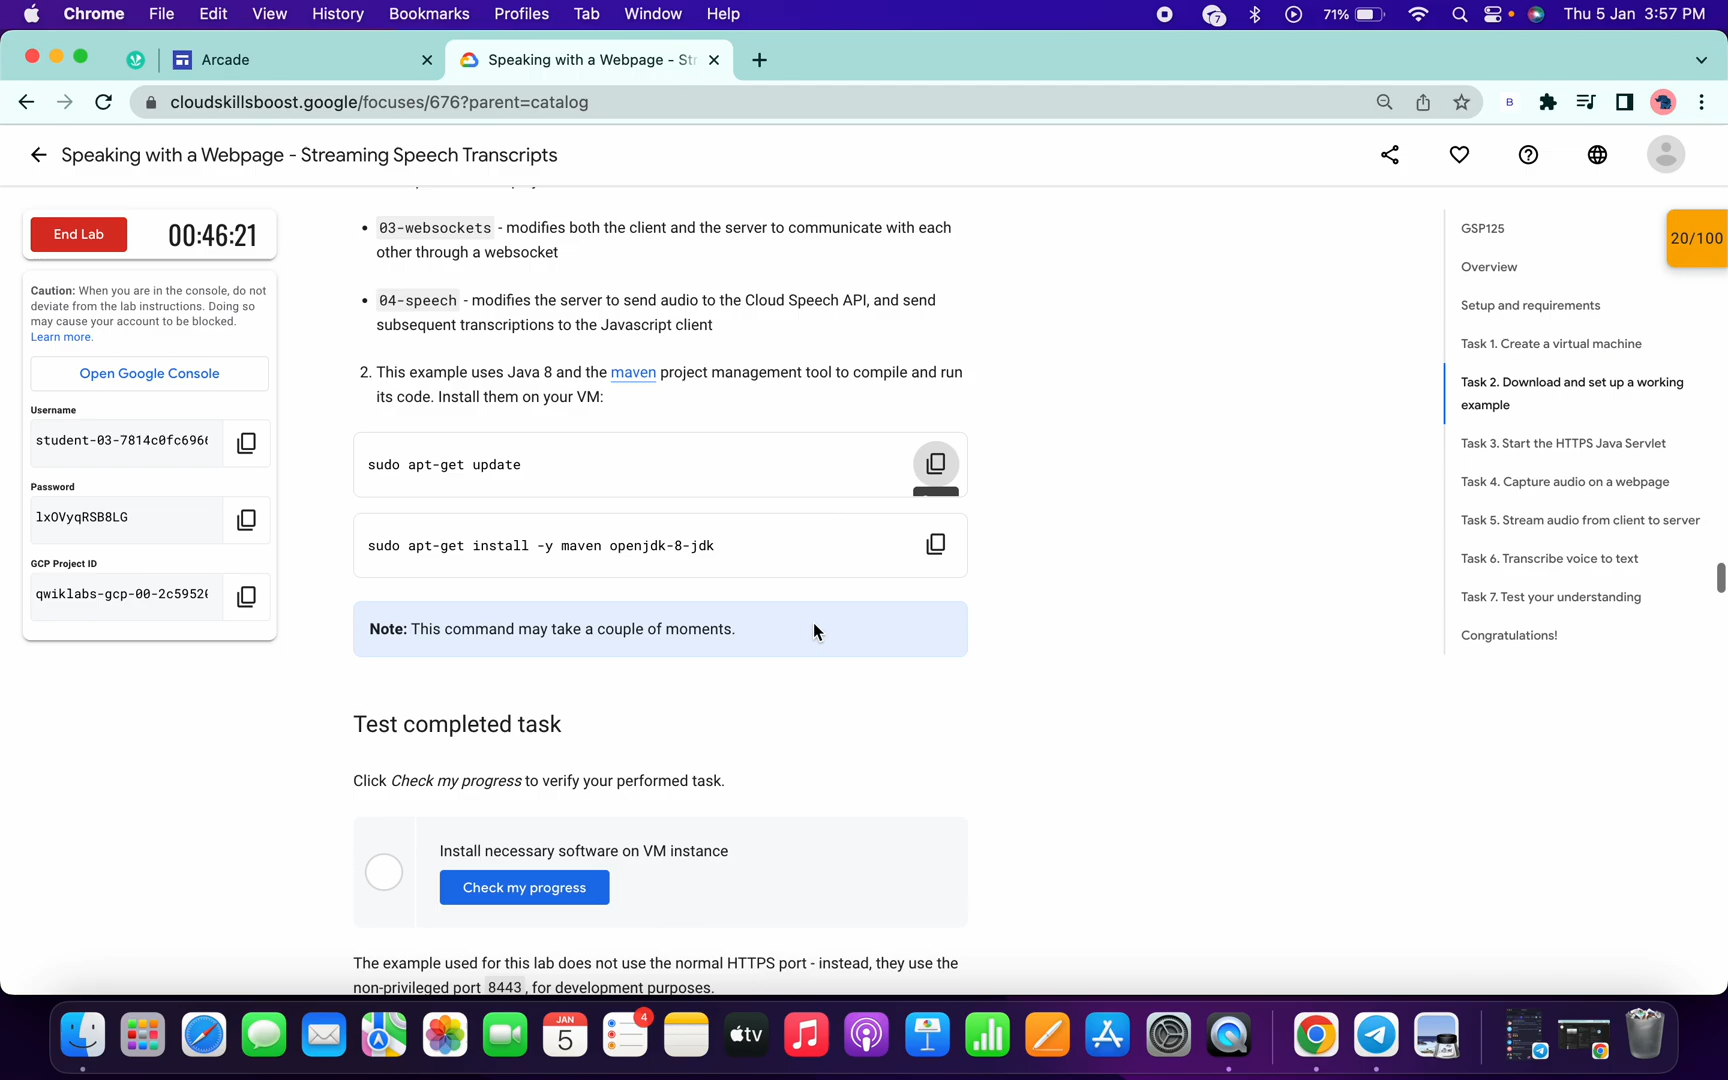 Chrome File Edit View History Bookmarks Profiles Tab Window Help 7 71% Thu 5 Jan 3:57 PM
Arcade Speaking with a Webpage - Str
cloudskillsboost.google/focuses/676?parent=catalog B
Speaking with a Webpage - Streaming Speech Transcripts
End Lab 00:46:21
Caution: When you are in the console, do not
deviate from the lab instructions. Doing so
may cause your account to be blocked.
Learn more.
Open Google Console
Username
student-03-7814c0fc696
Password
lxOVyqRSB8LG
GCP Project ID
qwiklabs-gcp-00-2c5952
• 03-websockets - modifies both the client and the server to communicate with each
other through a websocket
• 04-speech - modifies the server to send audio to the Cloud Speech API, and send
subsequent transcriptions to the Javascript client
2. This example uses Java 8 and the maven project management tool to compile and run
its code. Install them on your VM:
sudo apt-get update
sudo apt-get install -y maven openjdk-8-jdk
Note: This command may take a couple of moments.
Test completed task
Click Check my progress to verify your performed task.
Install necessary software on VM instance
Check my progress
The example used for this lab does not use the normal HTTPS port - instead, they use the
non-privileged port 8443, for development purposes.
GSP125
20/100
Overview
Setup and requirements
Task 1. Create a virtual machine
Task 2. Download and set up a working
example
Task 3. Start the HTTPS Java Servlet
Task 4. Capture audio on a webpage
Task 5. Stream audio from client to server
Task 6. Transcribe voice to text
Task 7. Test your understanding
Congratulations!
JAN
5
4
tv